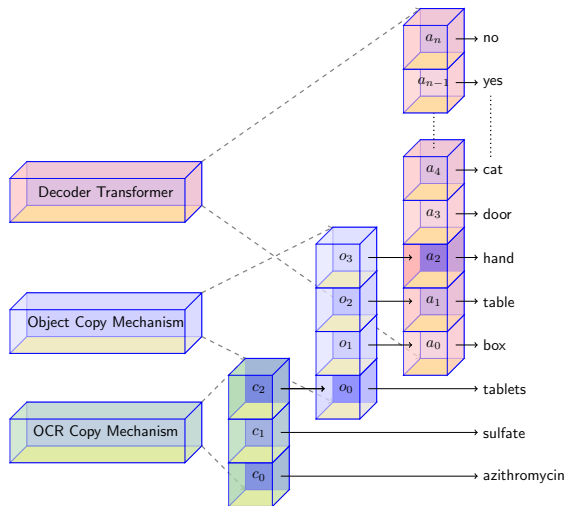 a_n no
a_{n−1} yes
a_4 cat
Decoder Transformer
a_3 door
o_3 a_2 hand
o_2 a_1 table
Object Copy Mechanism
o_1 a_0 box
c_2 o_0 tablets
OCR Copy Mechanism
c_1 sulfate
c_0 azithromycin